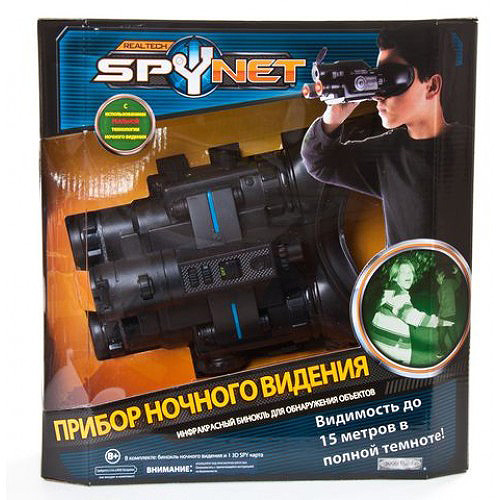 REALTECH
SPYNET
С
ИСПОЛЬЗОВАНИЕМ
РЕАЛЬНОЙ
ТЕХНОЛОГИИ
НОЧНОГО ВИДЕНИЯ
ПРИБОР НОЧНОГО ВИДЕНИЯ
ИНФРАКРАСНЫЙ БИНОКЛЬ ДЛЯ ОБНАРУЖЕНИЯ ОБЪЕКТОВ
Видимость до
15 метров в
полной темноте!
8+
В комплекте: бинокль ночного видения и 1 3D SPY карта
ВНИМАНИЕ: